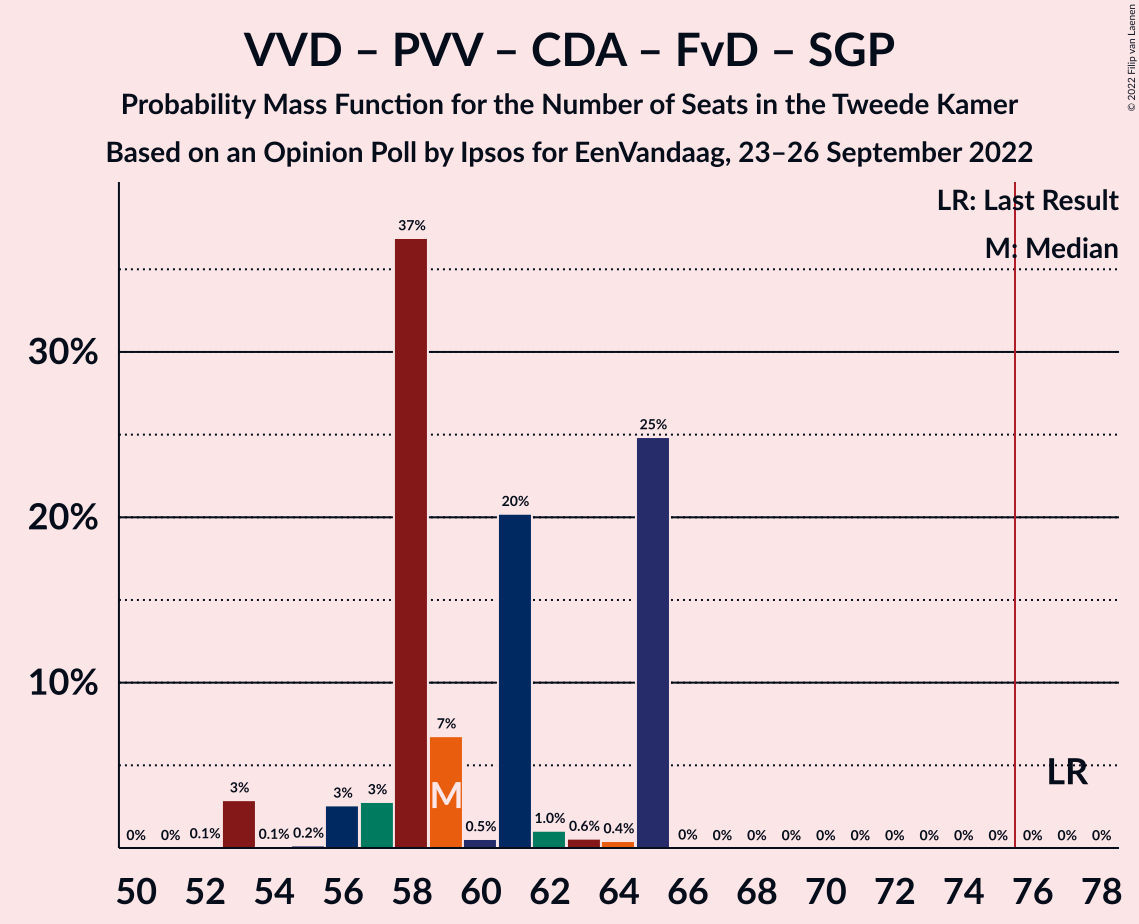 VVD – PVV – CDA – FvD – SGP
Probability Mass Function for the Number of Seats in the Tweede Kamer
Based on an Opinion Poll by Ipsos for EenVandaag, 23–26 September 2022
© 2022 Filip van Laenen
LR: Last Result
M: Median
30%
20%
10%
0% 0% 0.1% 3% 0.1% 0.2% 3% 3% 37% 7% 0.5% 20% 1.0% 0.6% 0.4% 25% 0% 0% 0% 0% 0% 0% 0% 0% 0% 0% 0% 0% 0%
M
LR
50 52 54 56 58 60 62 64 66 68 70 72 74 76 78